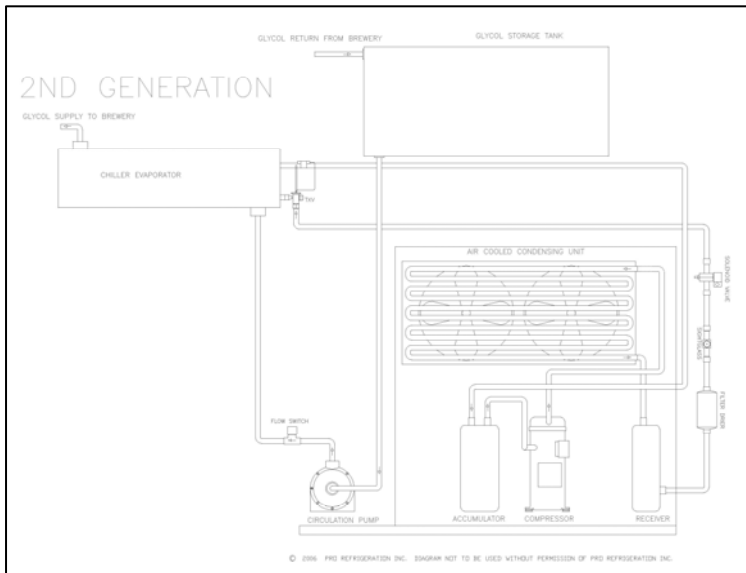 GLYCOL RETURN FROM BREWERY
GLYCOL STORAGE TANK
2ND GENERATION
GLYCOL SUPPLY TO BREWERY
CHILLER EVAPORATOR
TXV
AIR COOLED CONDENSING UNIT
SOLENOID VALVE
SIGHTGLASS
FILTER DRIER
FLOW SWITCH
CIRCULATION PUMP
ACCUMULATOR
COMPRESSOR
RECEIVER
© 2006 PRO REFRIGERATION INC. DIAGRAM NOT TO BE USED WITHOUT PERMISSION OF PRO REFRIGERATION INC.